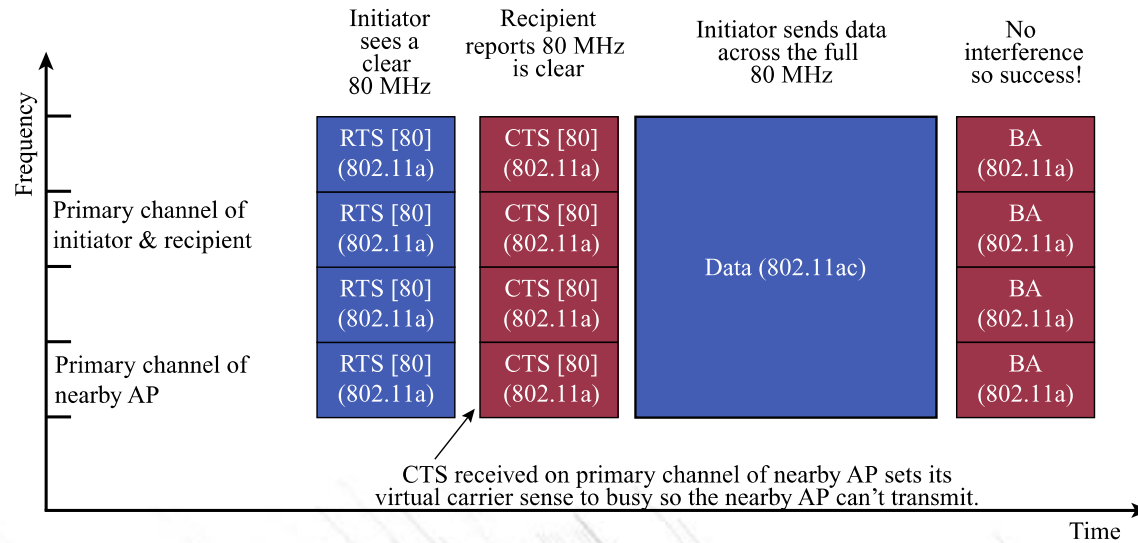 Initiator
sees a
clear
80 MHz
Recipient
reports 80 MHz
is clear
Initiator sends data
across the full
80 MHz
No
interference
so success!
Frequency
RTS [80]
(802.11a)
CTS [80]
(802.11a)
BA
(802.11a)
Primary channel of
initiator & recipient
RTS [80]
(802.11a)
CTS [80]
(802.11a)
Data (802.11ac)
BA
(802.11a)
RTS [80]
(802.11a)
CTS [80]
(802.11a)
BA
(802.11a)
Primary channel of
nearby AP
RTS [80]
(802.11a)
CTS [80]
(802.11a)
BA
(802.11a)
CTS received on primary channel of nearby AP sets its
virtual carrier sense to busy so the nearby AP can’t transmit.
Time